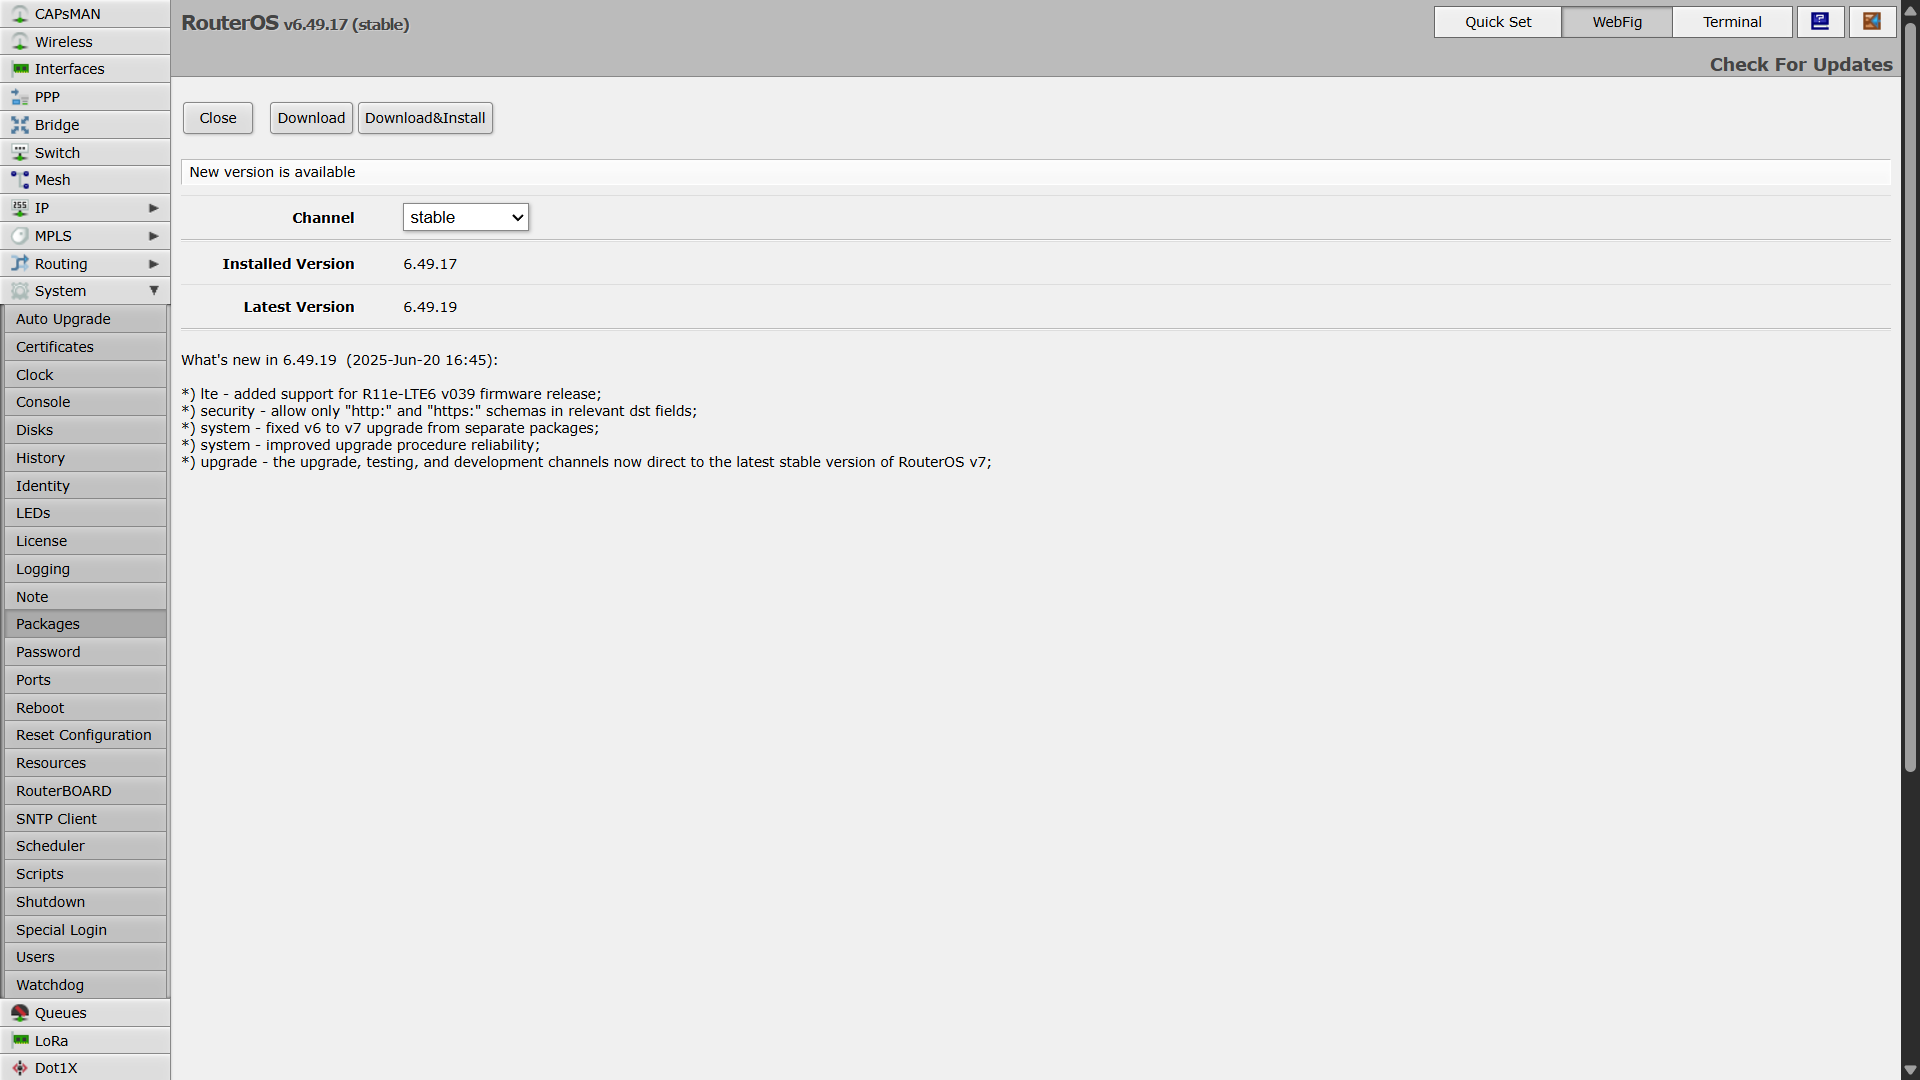 CAPsMAN
Wireless
Interfaces
PPP
Bridge
Switch
Mesh
IP
MPLS
Routing
System
Auto Upgrade
Certificates
Clock
Console
Disks
History
Identity
LEDs
License
Logging
Note
Packages
Password
Ports
Reboot
Reset Configuration
Resources
RouterBOARD
SNTP Client
Scheduler
Scripts
Shutdown
Special Login
Users
Watchdog
Queues
LoRa
Dot1X
RouterOS v6.49.17 (stable)
Quick Set WebFig Terminal
Check For Updates
Close Download Download&Install
New version is available
Channel stable
Installed Version 6.49.17
Latest Version 6.49.19
What's new in 6.49.19  (2025-Jun-20 16:45):
*) lte - added support for R11e-LTE6 v039 firmware release;
*) security - allow only "http:" and "https:" schemas in relevant dst fields;
*) system - fixed v6 to v7 upgrade from separate packages;
*) system - improved upgrade procedure reliability;
*) upgrade - the upgrade, testing, and development channels now direct to the latest stable version of RouterOS v7;